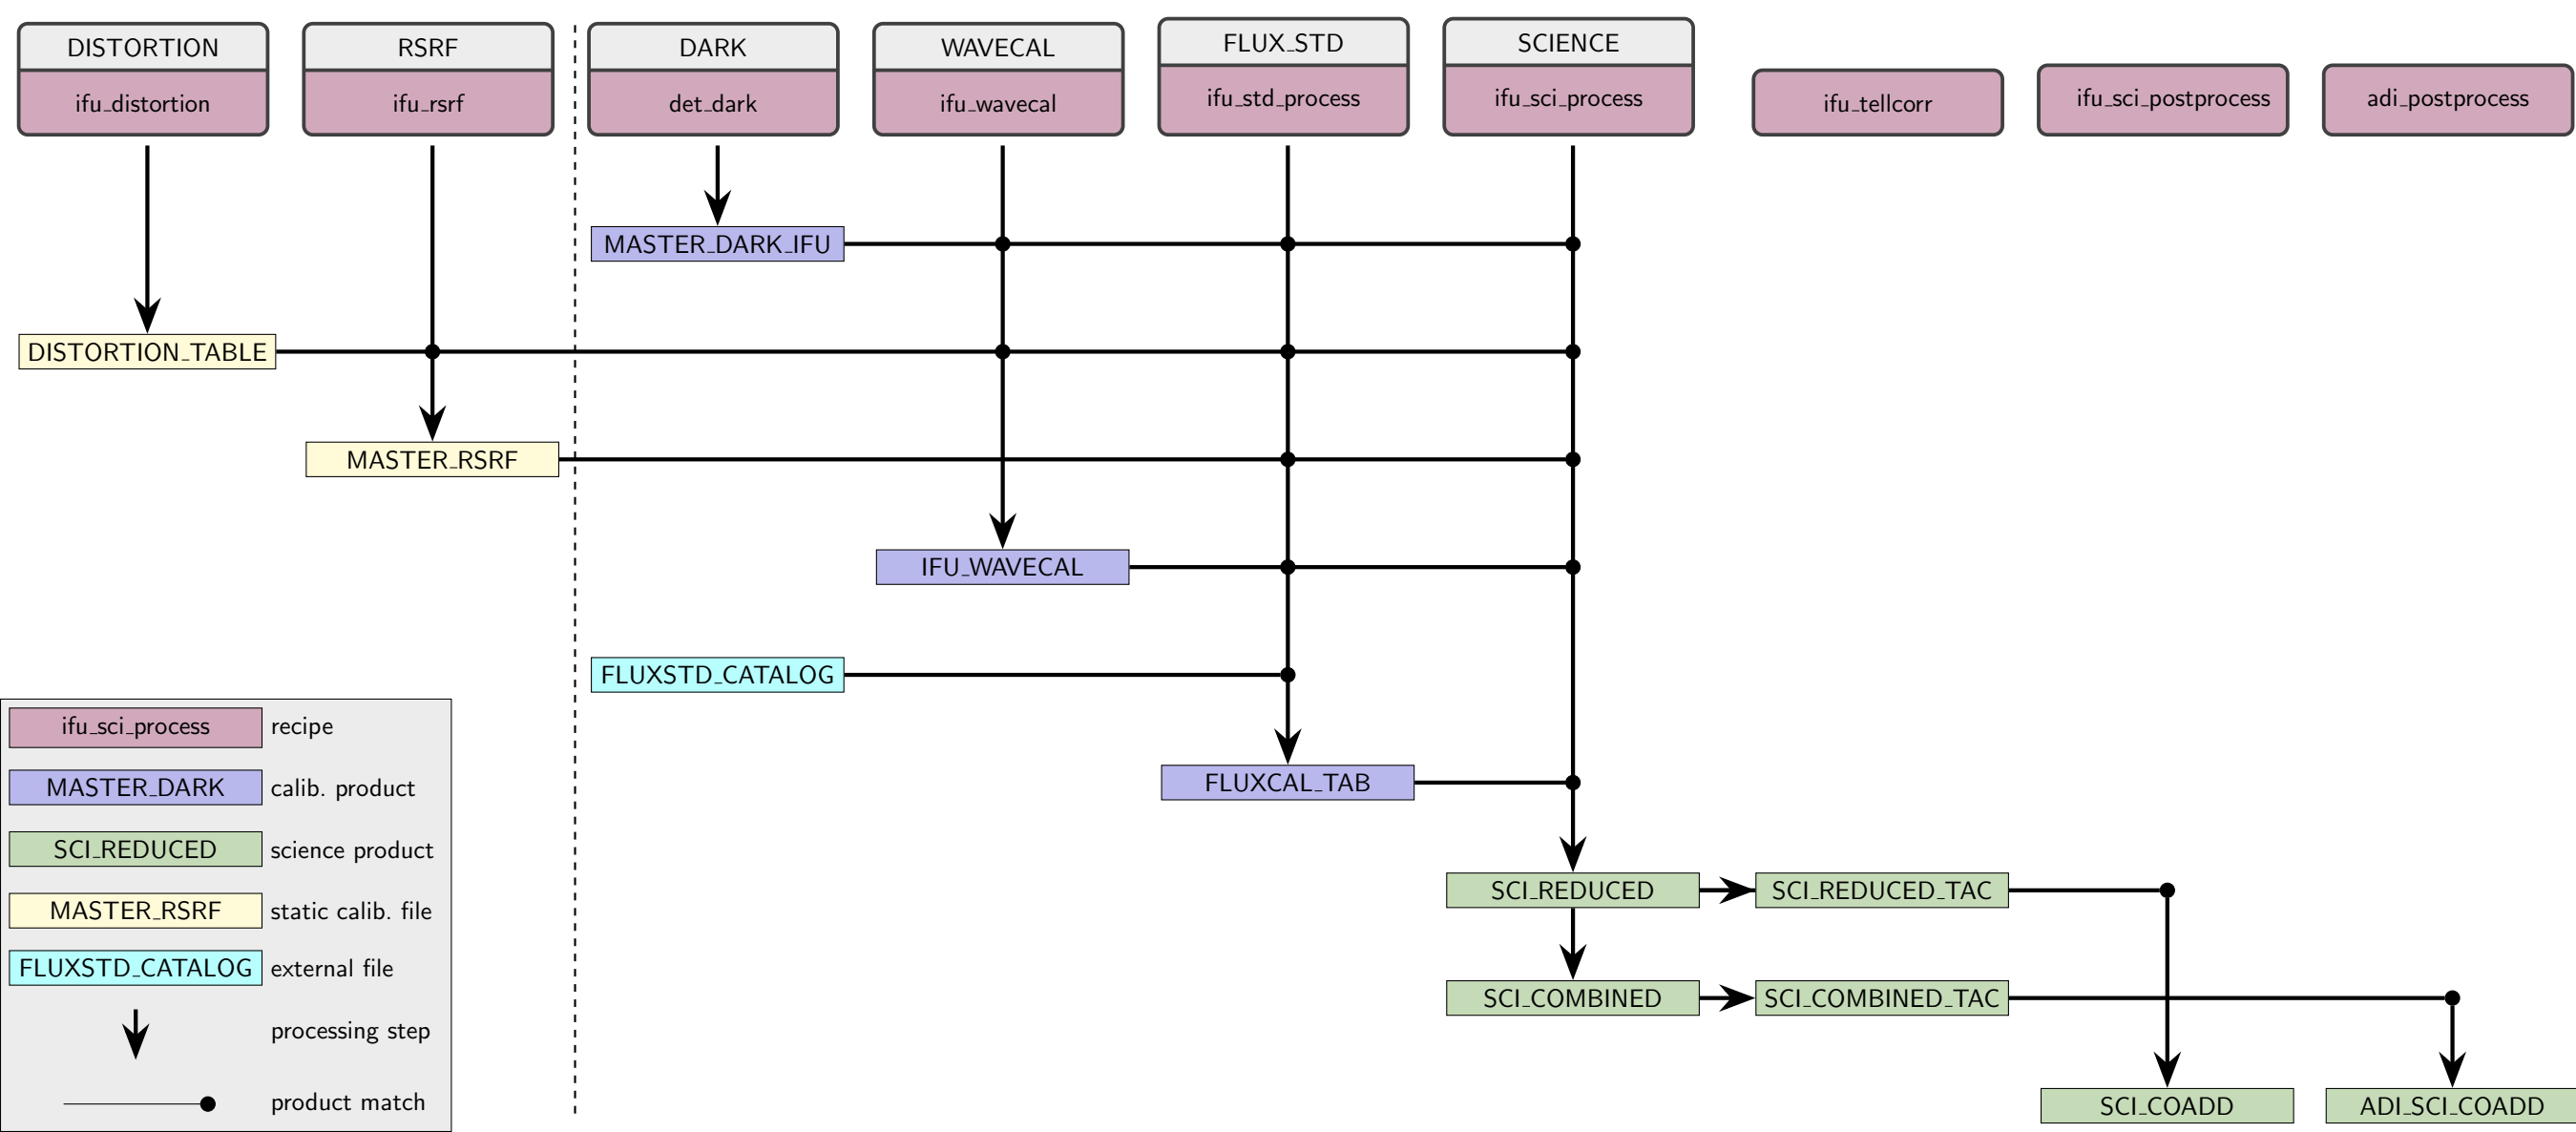 DISTORTION
ifu_distortion
RSRF
ifu_rsrf
DARK
det_dark
WAVECAL
ifu_wavecal
FLUX_STD
ifu_std_process
SCIENCE
ifu_sci_process
ifu_tellcorr
ifu_sci_postprocess
adi_postprocess
MASTER_DARK_IFU
DISTORTION_TABLE
MASTER_RSRF
IFU_WAVECAL
FLUXSTD_CATALOG
FLUXCAL_TAB
SCI_REDUCED
SCI_REDUCED_TAC
SCI_COMBINED
SCI_COMBINED_TAC
SCI_COADD
ADI_SCI_COADD
ifu_sci_process recipe
MASTER_DARK calib. product
SCI_REDUCED science product
MASTER_RSRF static calib. file
FLUXSTD_CATALOG external file
processing step
product match